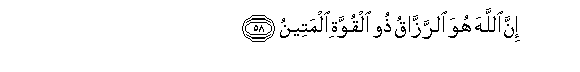 إِنَّ ٱللَّهَ هُوَ ٱلرَّزَّاقُ ذُو ٱلْقُوَّةِ ٱلْمَتِينُ ﴿٥٨﴾